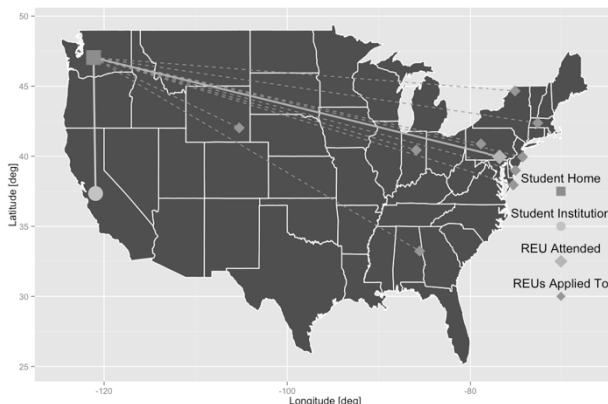 50
45
40
35
30
25
Latitude [deg]
-120
-100
-80
Longitude [deg]
Student Home
Student Institution
REU Attended
REUs Applied To